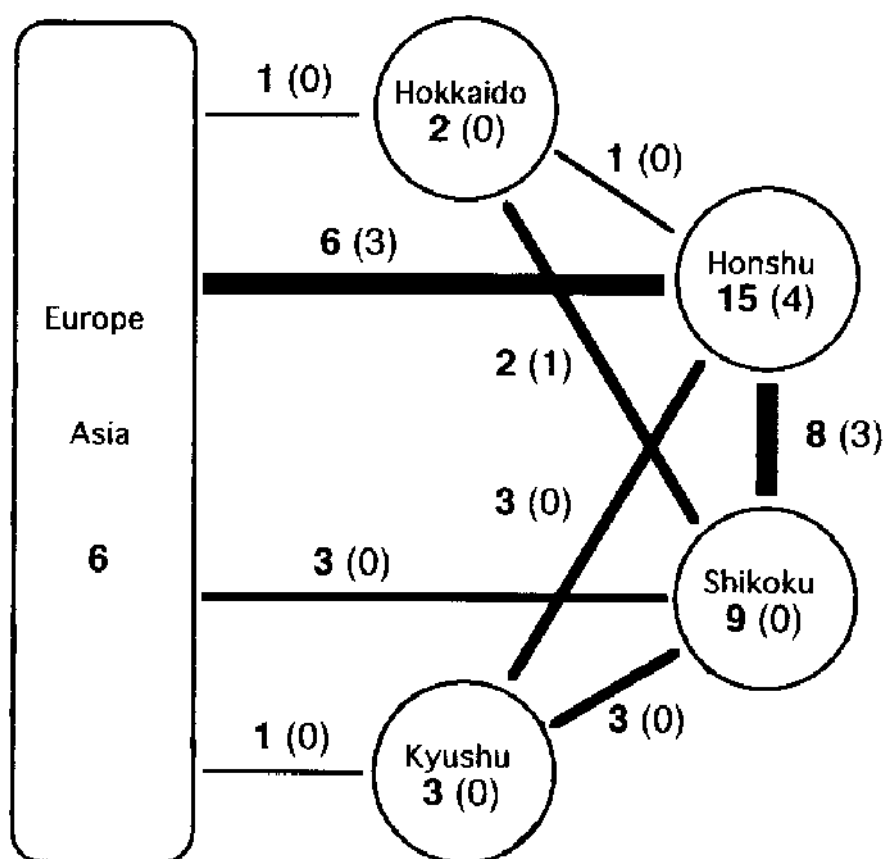 1 (0)
Hokkaido
2 (0)
1 (0)
6 (3)
Honshu
15 (4)
Europe
2 (1)
Asia
8 (3)
3 (0)
6
3 (0)
Shikoku
9 (0)
3 (0)
1 (0)
Kyushu
3 (0)